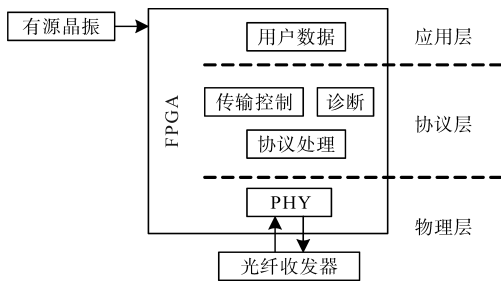 有源晶振
用户数据
应用层
FPGA
传输控制
诊断
协议层
协议处理
PHY
物理层
光纤收发器